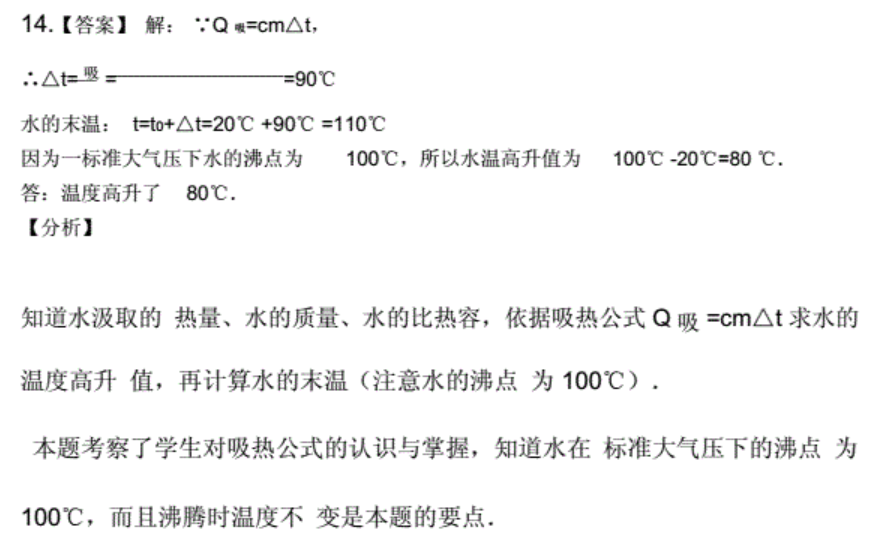 14.【答案】 解： ∵Q 吸=cm△t，
∴△t= 吸 = =90℃
水的末温： t=t0+△t=20℃ +90℃ =110℃
因为一标准大气压下水的沸点为 100℃，所以水温高升值为 100℃ -20℃=80 ℃．
答：温度高升了 80℃．
【分析】
知道水汲取的 热量、水的质量、水的比热容，依据吸热公式 Q 吸 =cm△t 求水的
温度高升 值，再计算水的末温（注意水的沸点 为 100℃）．
本题考察了学生对吸热公式的认识与掌握，知道水在 标准大气压下的沸点 为
100℃，而且沸腾时温度不 变是本题的要点．